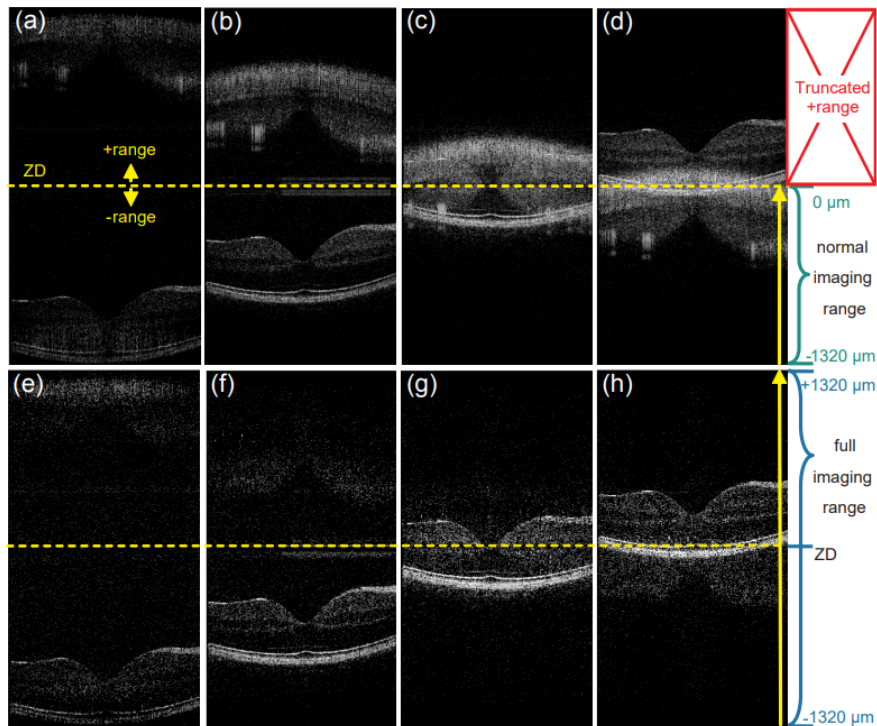 (a)
(b)
(c)
(d)
Truncated
+range
ZD
+range
-range
0 μm
normal
imaging
range
-1320 μm
(e)
(f)
(g)
(h)
+1320 μm
full
imaging
range
ZD
-1320 μm